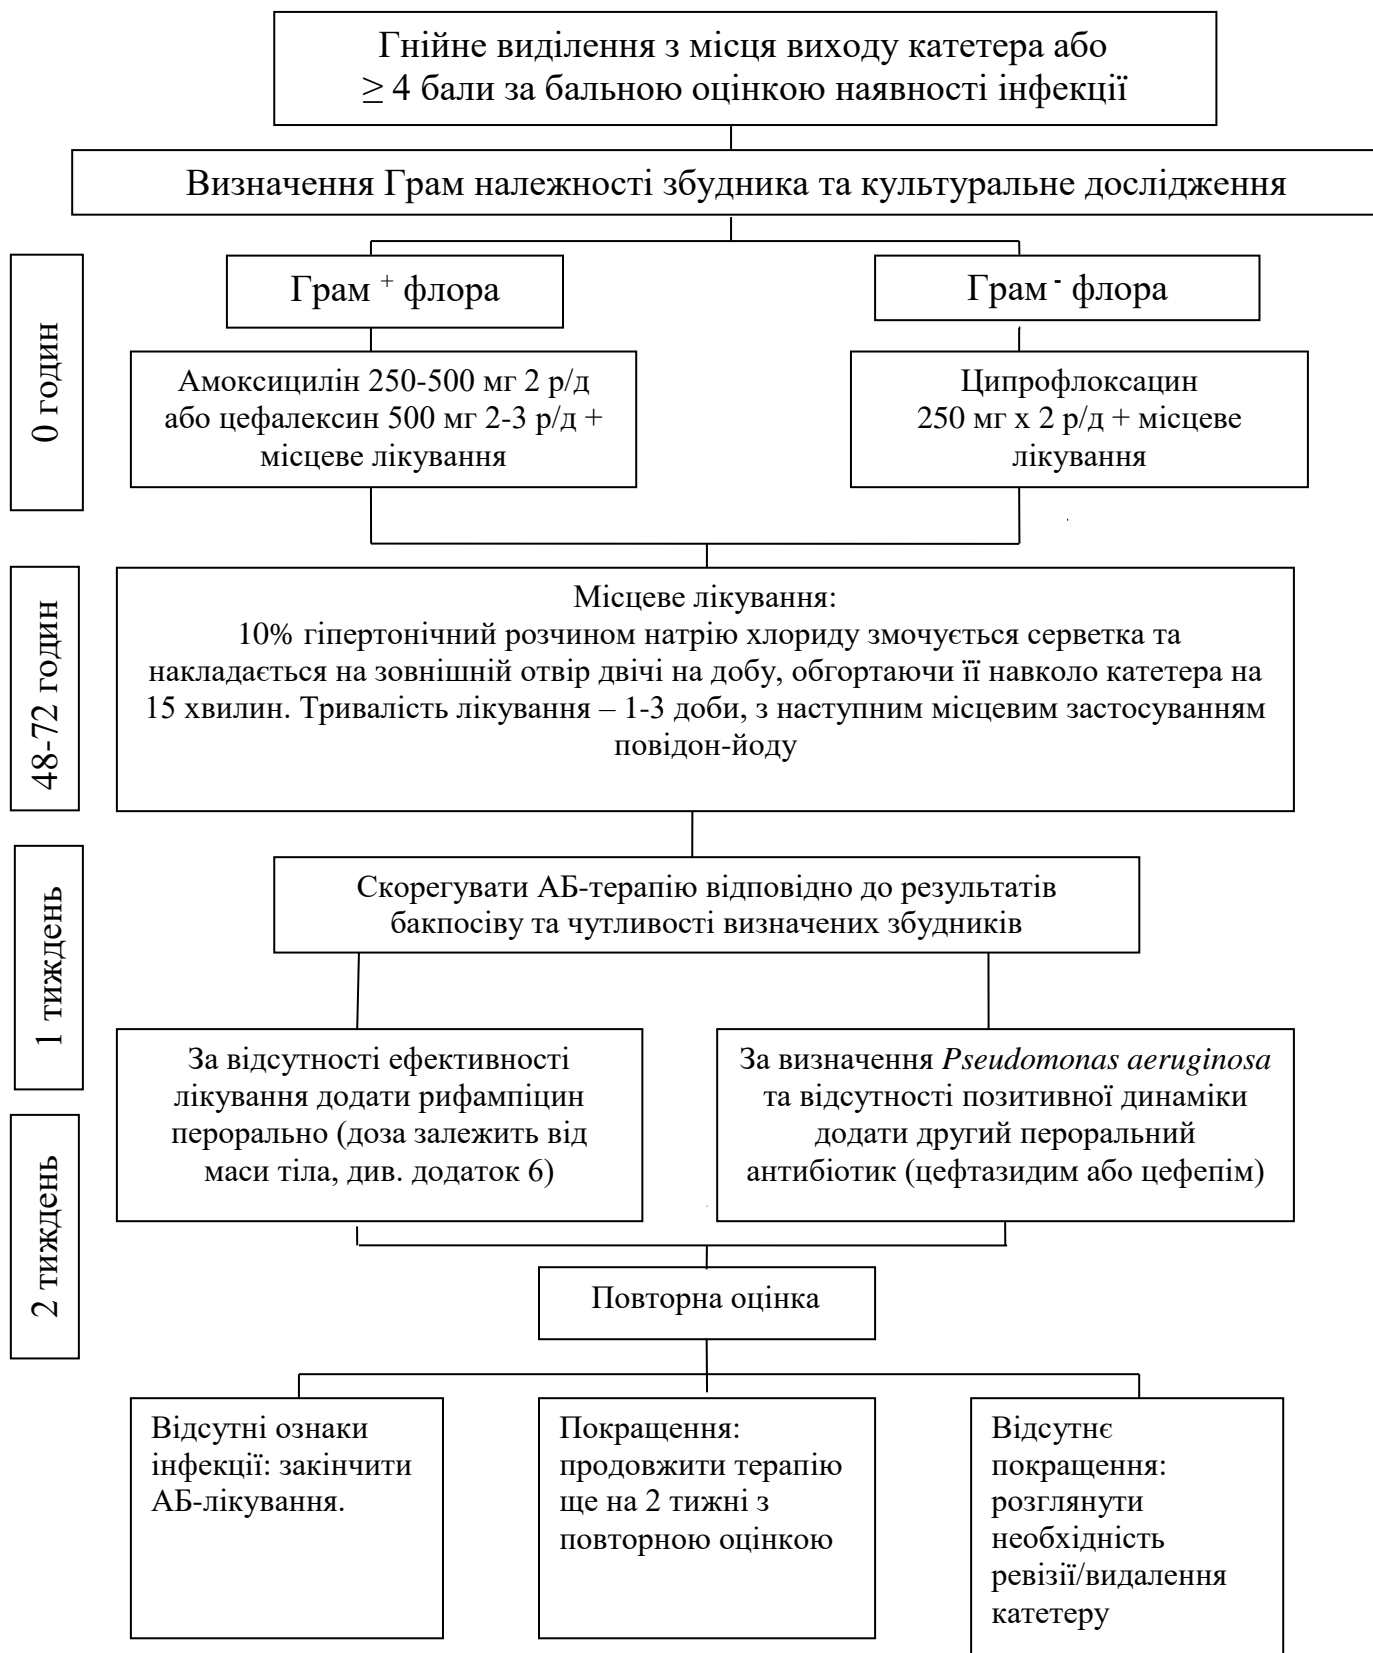 Гнійне виділення з місця виходу катетера або
≥ 4 бали за бальною оцінкою наявності інфекції
Визначення Грам належності збудника та культуральне дослідження
0 годин
Грам + флора
Грам - флора
Амоксицилін 250-500 мг 2 р/д
або цефалексин 500 мг 2-3 р/д +
місцеве лікування
Ципрофлоксацин
250 мг х 2 р/д + місцеве
лікування
48-72 годин
Місцеве лікування:
10% гіпертонічний розчином натрію хлориду змочується серветка та
накладається на зовнішній отвір двічі на добу, обгортаючи її навколо катетера на
15 хвилин. Тривалість лікування – 1-3 доби, з наступним місцевим застосуванням
повідон-йоду
1 тиждень
Скорегувати АБ-терапію відповідно до результатів
бакпосіву та чутливості визначених збудників
За відсутності ефективності
лікування додати рифампіцин
перорально (доза залежить від
маси тіла, див. додаток 6)
За визначення Pseudomonas aeruginosa
та відсутності позитивної динаміки
додати другий пероральний
антибіотик (цефтазидим або цефепім)
2 тиждень
Повторна оцінка
Відсутні ознаки
інфекції: закінчити
АБ-лікування.
Покращення:
продовжити терапію
ще на 2 тижні з
повторною оцінкою
Відсутнє
покращення:
розглянути
необхідність
ревізії/видалення
катетеру